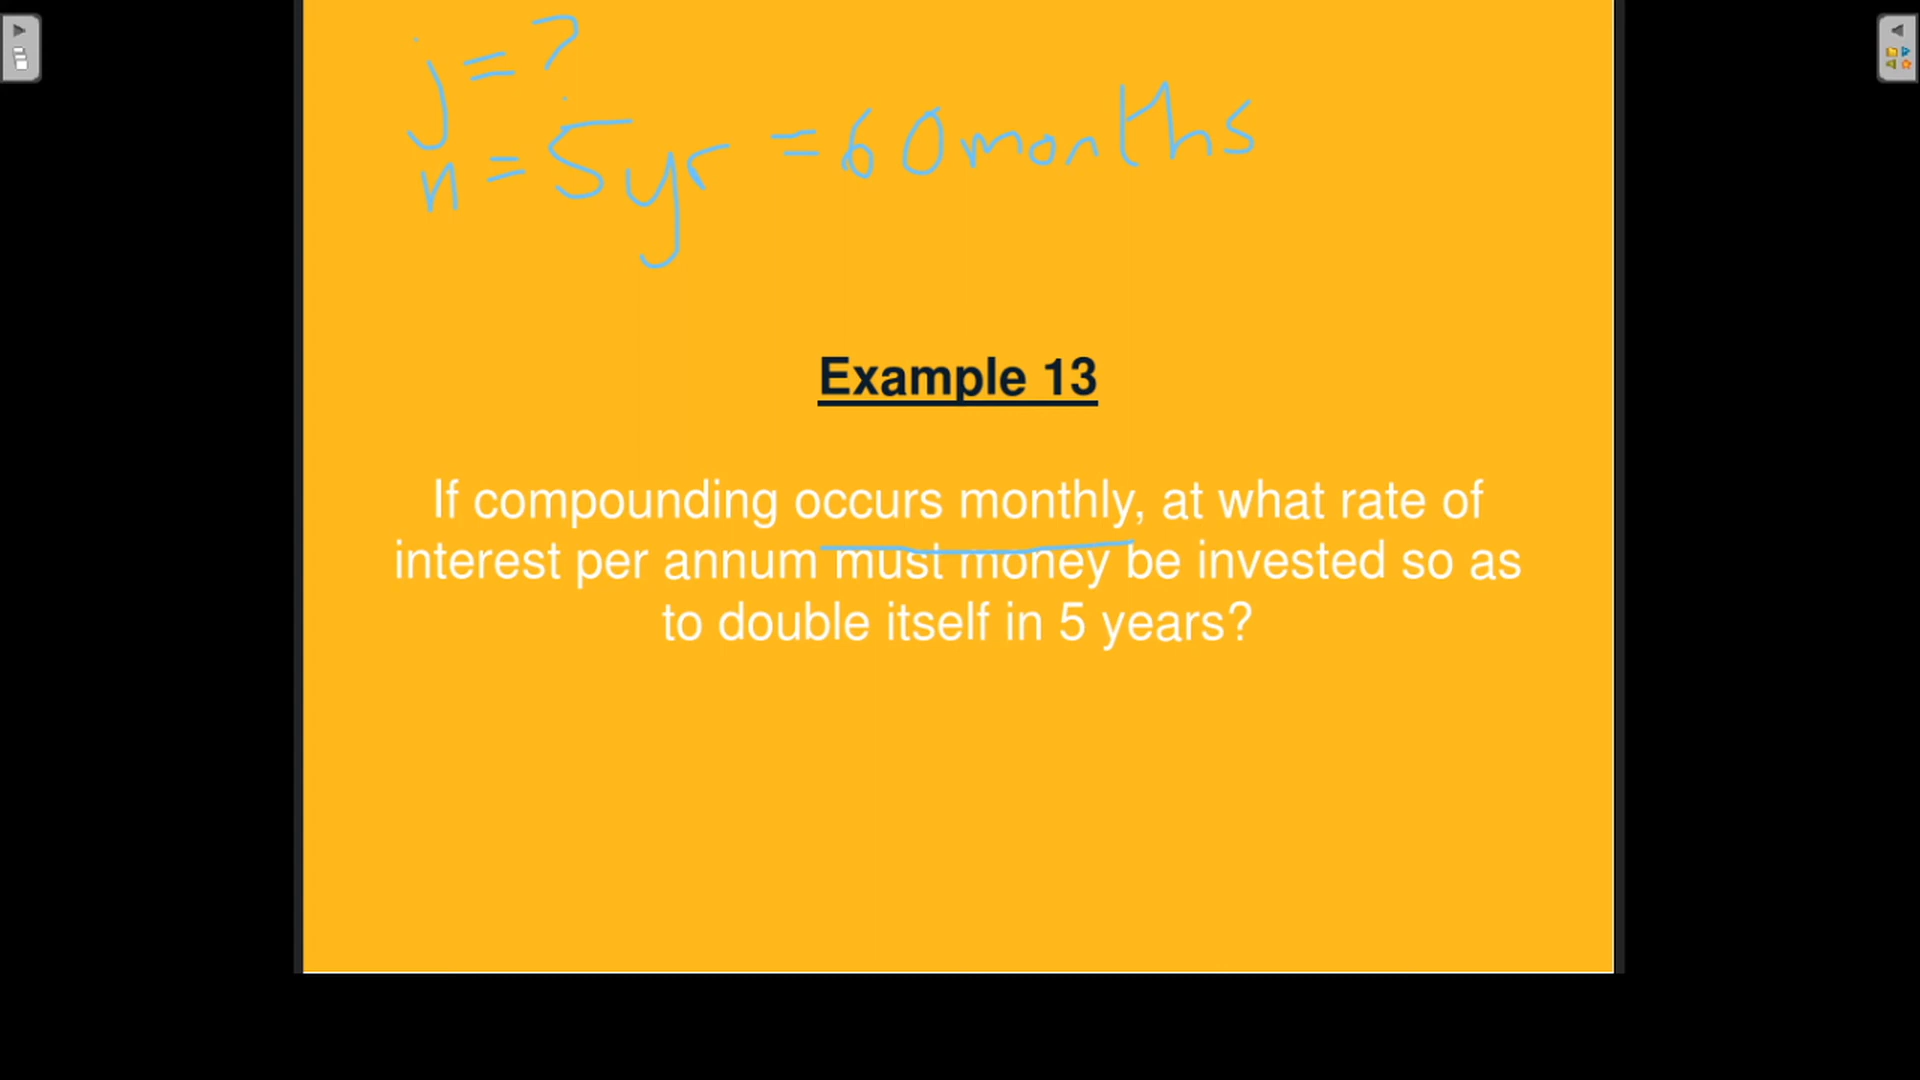 j = ?
n = 5yr = 60months
Example 13
If compounding occurs monthly, at what rate of
interest per annum must money be invested so as
to double itself in 5 years?